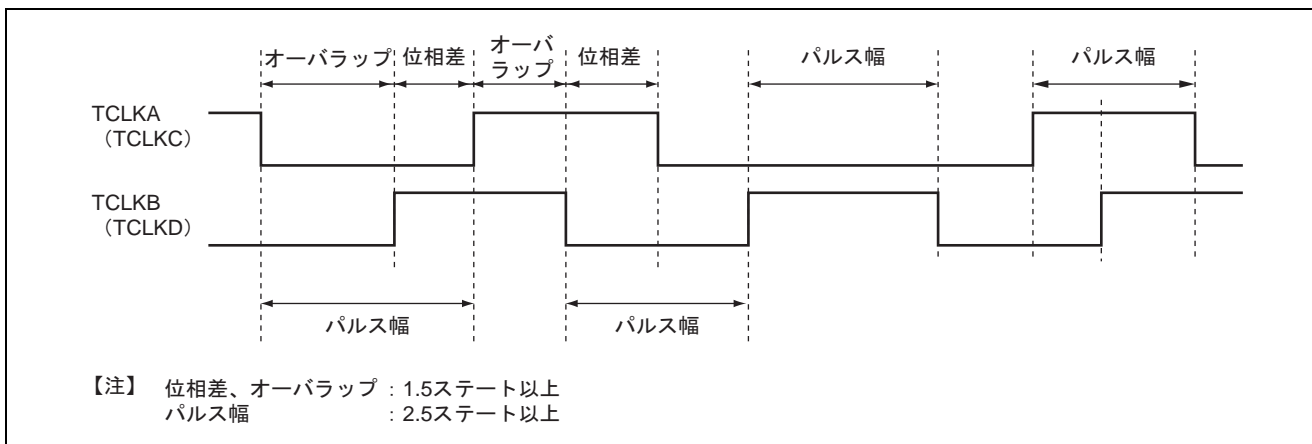 オーバラップ 位相差 オーバ 位相差 パルス幅 パルス幅
ラップ
TCLKA
（TCLKC）
TCLKB
（TCLKD）
パルス幅 パルス幅
【注】 位相差、オーバラップ：1.5ステート以上
パルス幅 ：2.5ステート以上